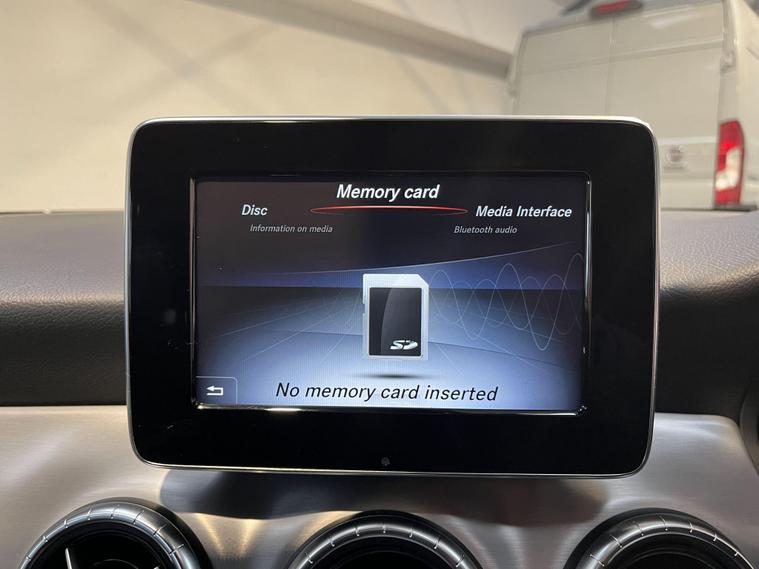 Memory card
Disc
Media Interface
Information on media
Bluetooth audio
SD
No memory card inserted